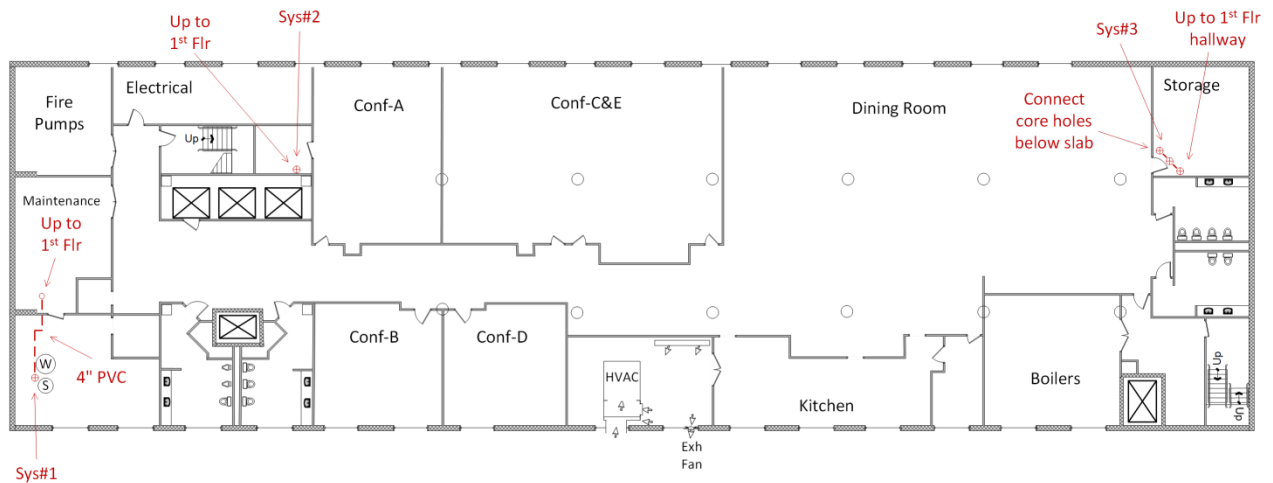 Up to
1st Flr
Sys#2
Sys#3
Up to 1st Flr
hallway
Fire
Pumps
Electrical
Up
Conf-A
Conf-C&E
Dining Room
Storage
Connect
core holes
below slab
Maintenance
Up to
1st Flr
W
S
4" PVC
Conf-B
Conf-D
HVAC
Kitchen
Boilers
Up
Up
Exh
Fan
Sys#1